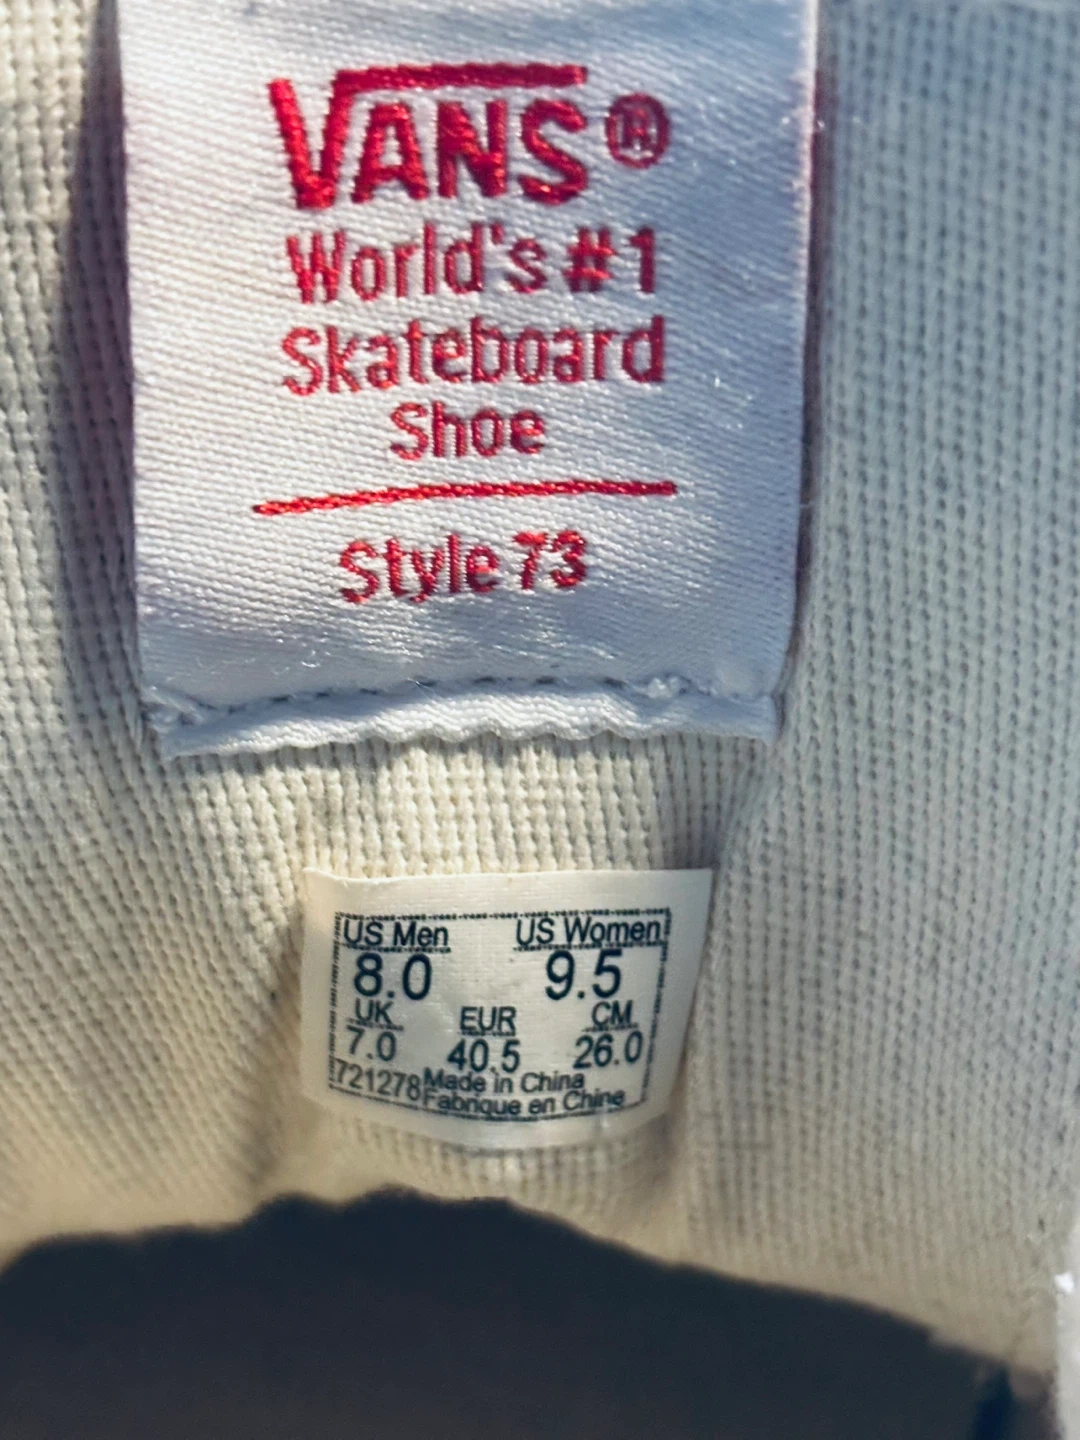 VANS®
World's #1
Skateboard
Shoe
Style 73
US Men US Women
8.0 9.5
UK EUR CM
7.0 40.5 26.0
721278 Made in China
Fabrique en Chine